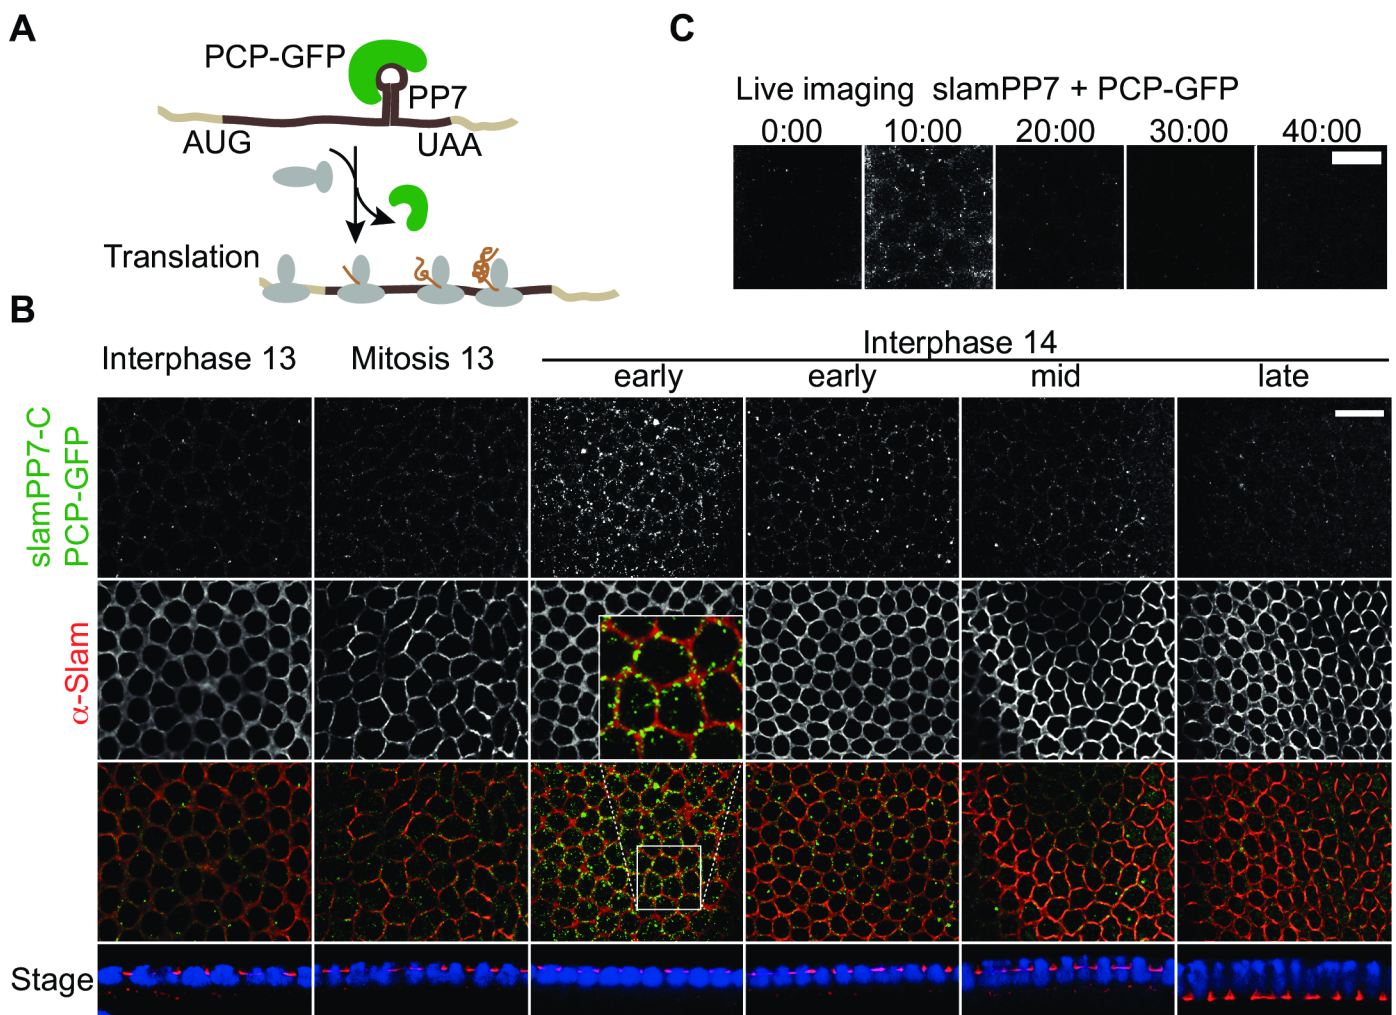 A
PCP-GFP
PP7
AUG
UAA
Translation
C
Live imaging slamPP7 + PCP-GFP
0:00 10:00 20:00 30:00 40:00
B
Interphase 13 Mitosis 13 Interphase 14
early early mid late
slamPP7-C
PCP-GFP
α-Slam
Stage